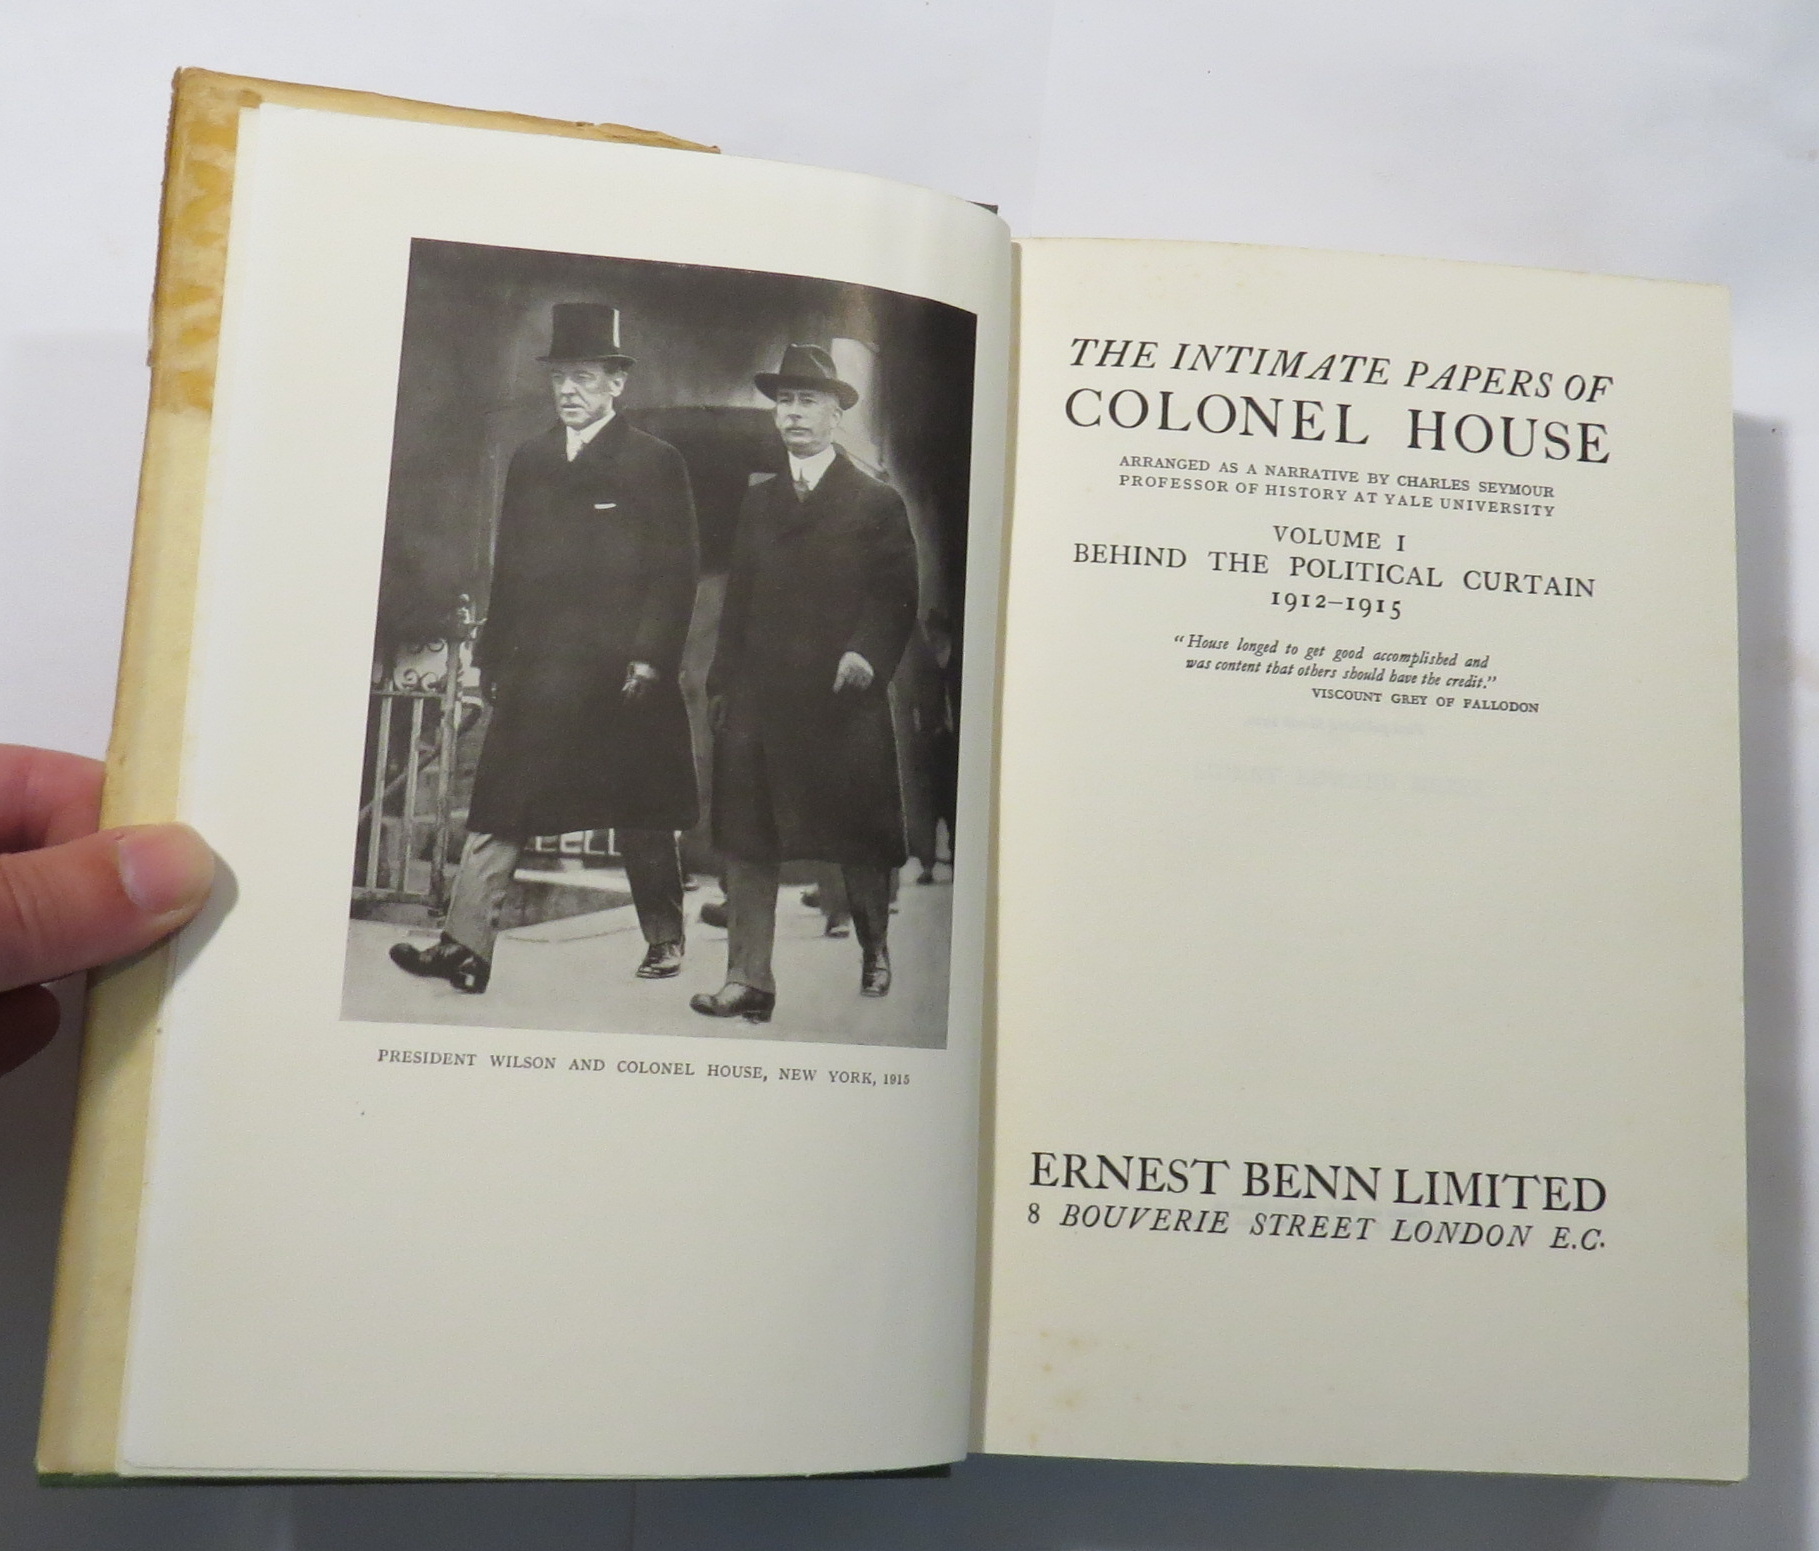 PRESIDENT WILSON AND COLONEL HOUSE, NEW YORK, 1915
THE INTIMATE PAPERS OF
COLONEL HOUSE
ARRANGED AS A NARRATIVE BY CHARLES SEYMOUR
PROFESSOR OF HISTORY AT YALE UNIVERSITY
VOLUME I
BEHIND THE POLITICAL CURTAIN
1912–1915
“House longed to get good accomplished and
was content that others should have the credit.”
VISCOUNT GREY OF FALLODON
ERNEST BENN LIMITED
8 BOUVERIE STREET LONDON E.C.